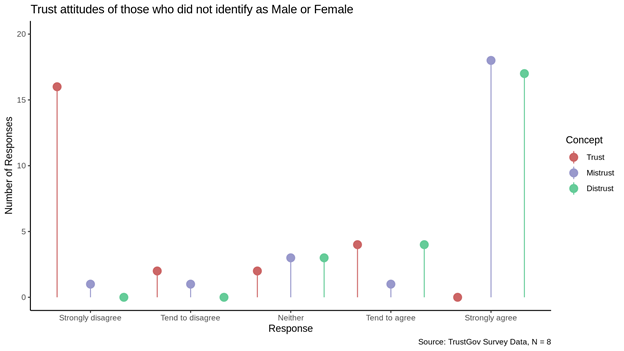 Trust attitudes of those who did not identify as Male or Female
20
15
10
5
0
Number of Responses
Strongly disagree
Tend to disagree
Neither
Tend to agree
Strongly agree
Response
Concept
Trust
Mistrust
Distrust
Source: TrustGov Survey Data, N = 8